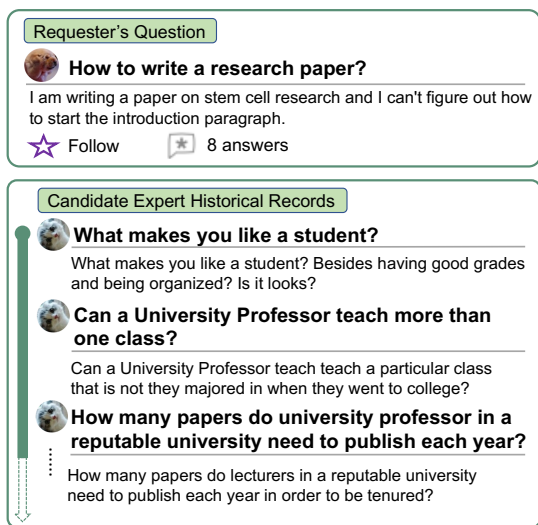 Requester's Question
How to write a research paper?
I am writing a paper on stem cell research and I can't figure out how
to start the introduction paragraph.
Follow
8 answers
Candidate Expert Historical Records
What makes you like a student?
What makes you like a student? Besides having good grades
and being organized? Is it looks?
Can a University Professor teach more than
one class?
Can a University Professor teach teach a particular class
that is not they majored in when they went to college?
How many papers do university professor in a
reputable university need to publish each year?
How many papers do lecturers in a reputable university
need to publish each year in order to be tenured?